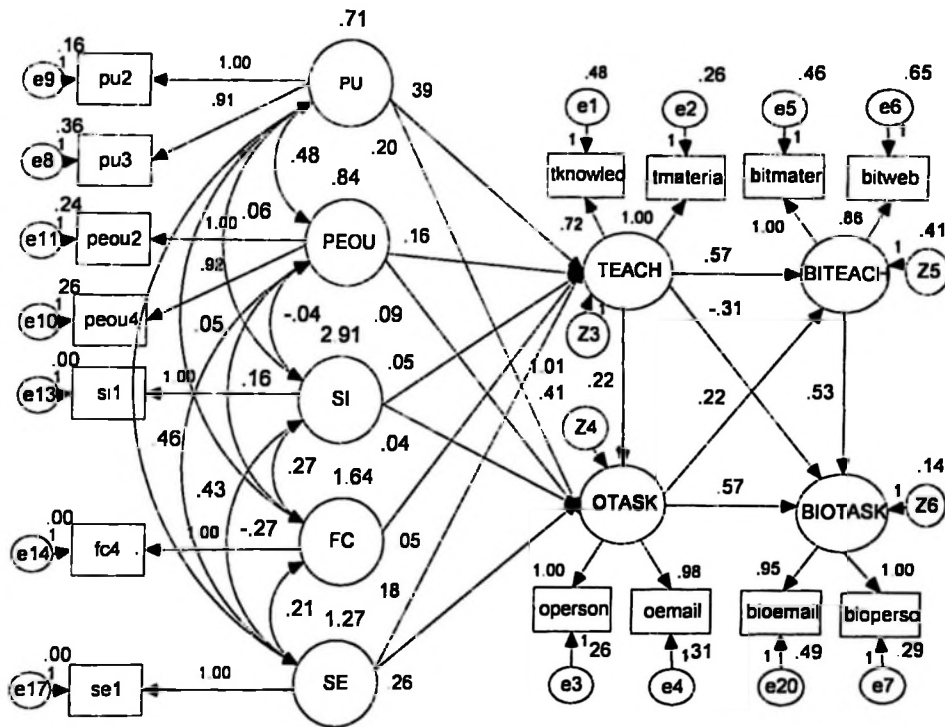 .71
.16
e9
1
pu2
1.00
PU
.39
.48
e1
.26
e2
.46
e5
.65
e6
.36
e8
1
pu3
.91
.48
.20
1
1
1
1
tknowled
tmateria
bitmater
bitweb
.84
.24
e11
1
peou2
1.00
.06
PEOU
.16
.72
1.00
1.00
.86
.41
TEACH
.57
BITEACH
1
Z5
.92
.26
e10
1
peou4
.05
-.04
.09
-.31
2.91
Z3
.00
e13
1
si1
1.00
.16
SI
.05
1.01
.41
.22
.22
.53
Z4
.46
.43
.27
.04
1.64
.14
.00
e14
1
fc4
1.00
-.27
FC
.05
OTASK
.57
BIOTASK
1
Z6
.21
1.27
.18
1.00
.98
.95
1.00
operson
oemail
bioemail
bioperso
.00
e17
1
se1
1.00
SE
.26
1
.26
1
.31
1
.49
1
.29
e3
e4
e20
e7